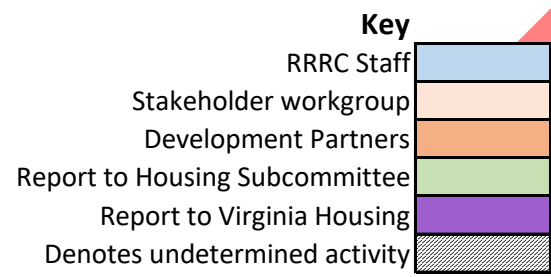 Key
RRRC Staff
Stakeholder workgroup
Development Partners
Report to Housing Subcommittee
Report to Virginia Housing
Denotes undetermined activity